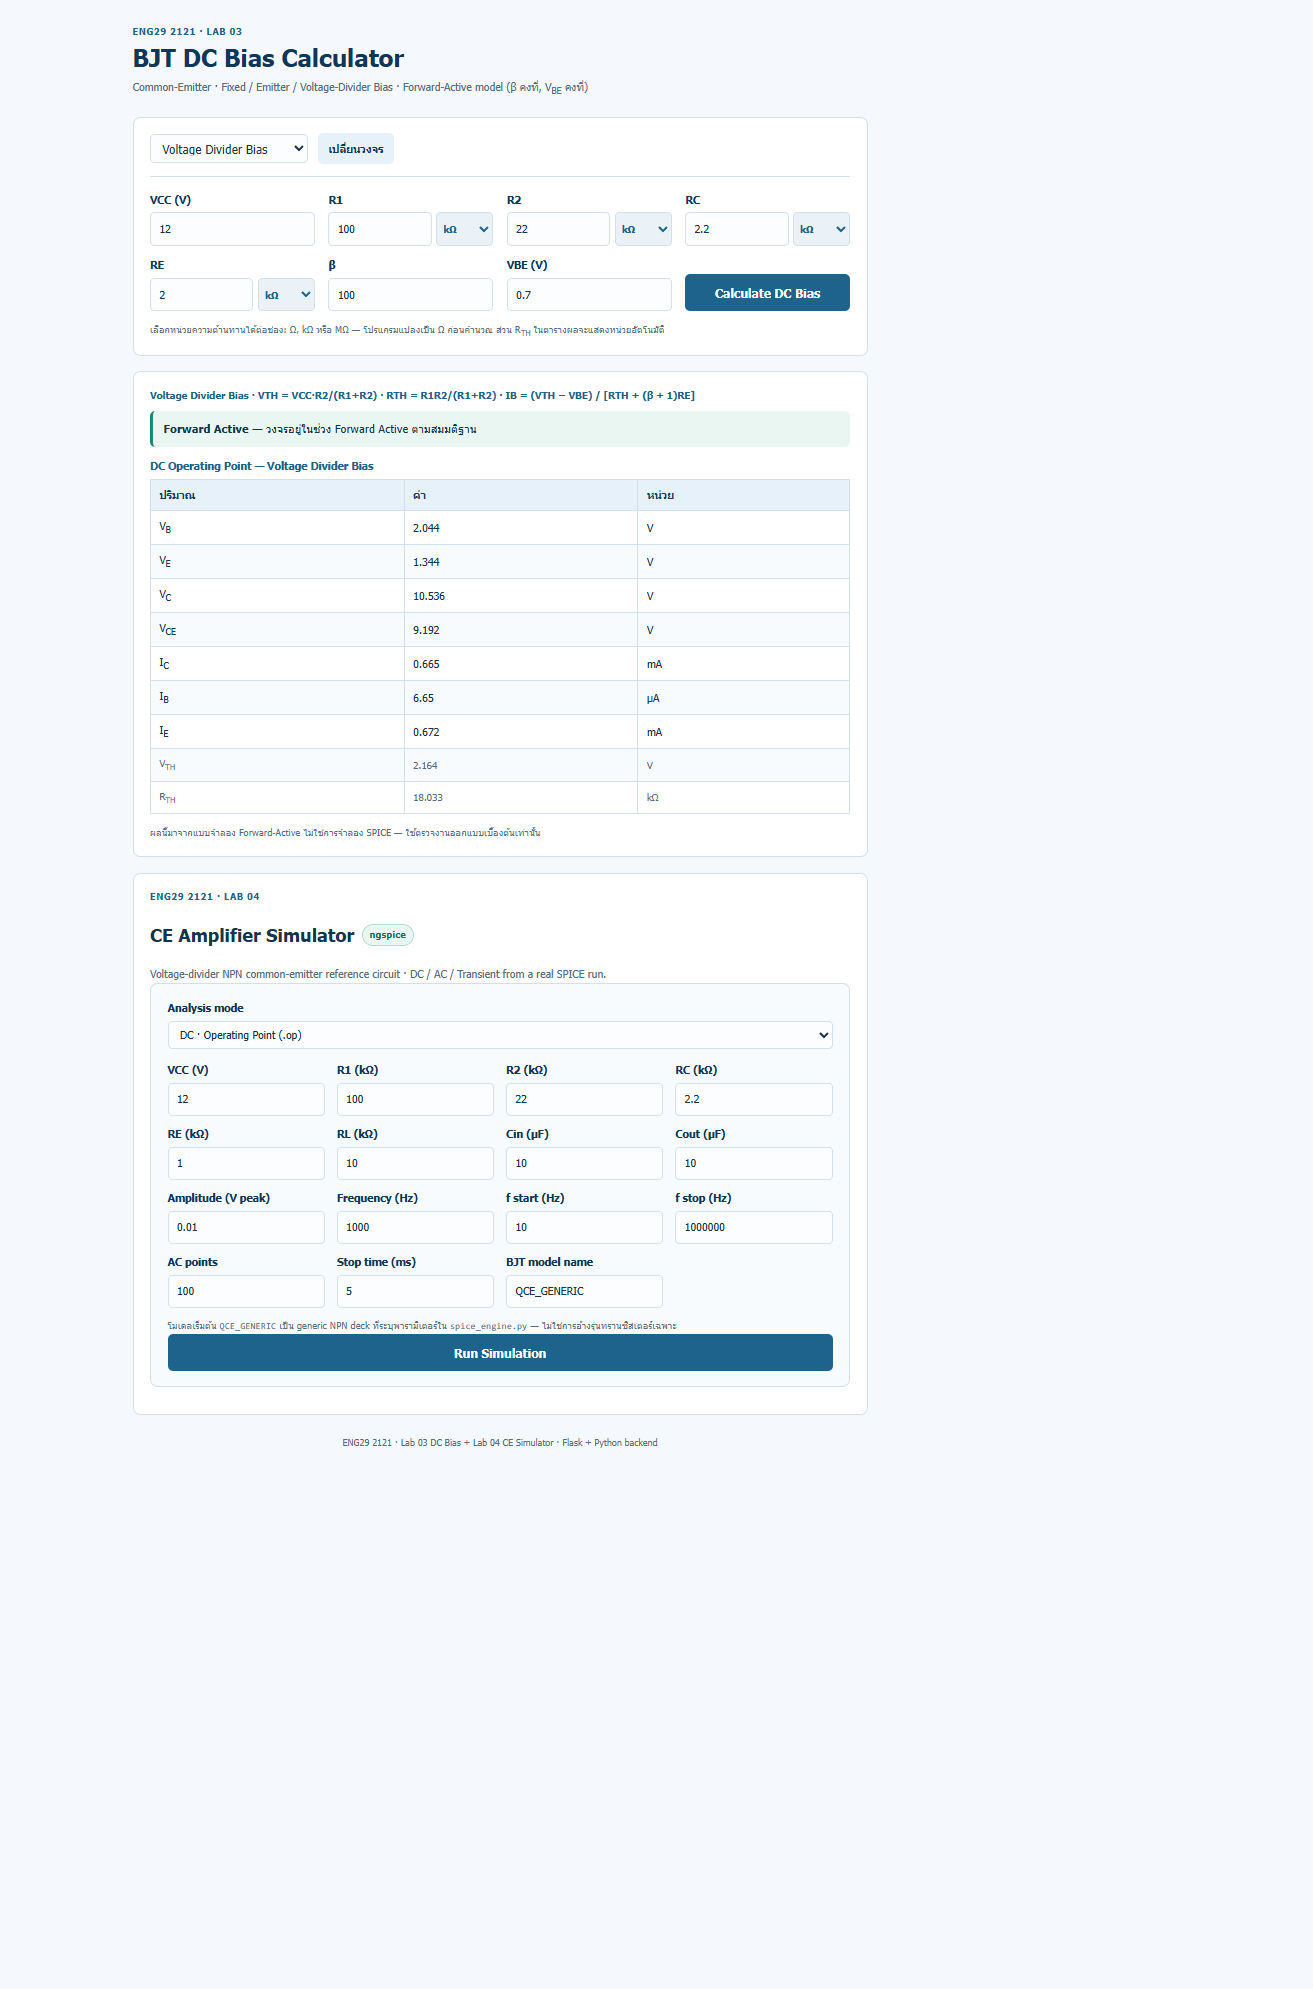 ENG29 2121 · LAB 03
BJT DC Bias Calculator
Common-Emitter · Fixed / Emitter / Voltage-Divider Bias · Forward-Active model (β คงที่, VBE คงที่)
Voltage Divider Bias
เปลี่ยนวงจร
VCC (V) R1 R2 RC
12 100 kΩ 22 kΩ 2.2 kΩ
RE β VBE (V)
2 kΩ 100 0.7 Calculate DC Bias
เลือกหน่วยความต้านทานได้ต่อช่อง: Ω, kΩ หรือ MΩ — โปรแกรมแปลงเป็น Ω ก่อนคำนวณ ส่วน RTH ในตารางผลจะแสดงหน่วยอัตโนมัติ
Voltage Divider Bias · VTH = VCC·R2/(R1+R2) · RTH = R1R2/(R1+R2) · IB = (VTH − VBE) / [RTH + (β + 1)RE]
Forward Active — วงจรอยู่ในช่วง Forward Active ตามสมมติฐาน
DC Operating Point — Voltage Divider Bias
ปริมาณ ค่า หน่วย
VB 2.044 V
VE 1.344 V
VC 10.536 V
VCE 9.192 V
IC 0.665 mA
IB 6.65 µA
IE 0.672 mA
VTH 2.164 V
RTH 18.033 kΩ
ผลนี้มาจากแบบจำลอง Forward-Active ไม่ใช่การจำลอง SPICE — ใช้ตรวจงานออกแบบเบื้องต้นเท่านั้น
ENG29 2121 · LAB 04
CE Amplifier Simulator ngspice
Voltage-divider NPN common-emitter reference circuit · DC / AC / Transient from a real SPICE run.
Analysis mode
DC · Operating Point (.op)
VCC (V) R1 (kΩ) R2 (kΩ) RC (kΩ)
12 100 22 2.2
RE (kΩ) RL (kΩ) Cin (µF) Cout (µF)
1 10 10 10
Amplitude (V peak) Frequency (Hz) f start (Hz) f stop (Hz)
0.01 1000 10 1000000
AC points Stop time (ms) BJT model name
100 5 QCE_GENERIC
โมเดลเริ่มต้น QCE_GENERIC เป็น generic NPN deck ที่ระบุพารามิเตอร์ใน spice_engine.py — ไม่ใช่การอ้างรุ่นทรานซิสเตอร์เฉพาะ
Run Simulation
ENG29 2121 · Lab 03 DC Bias + Lab 04 CE Simulator · Flask + Python backend